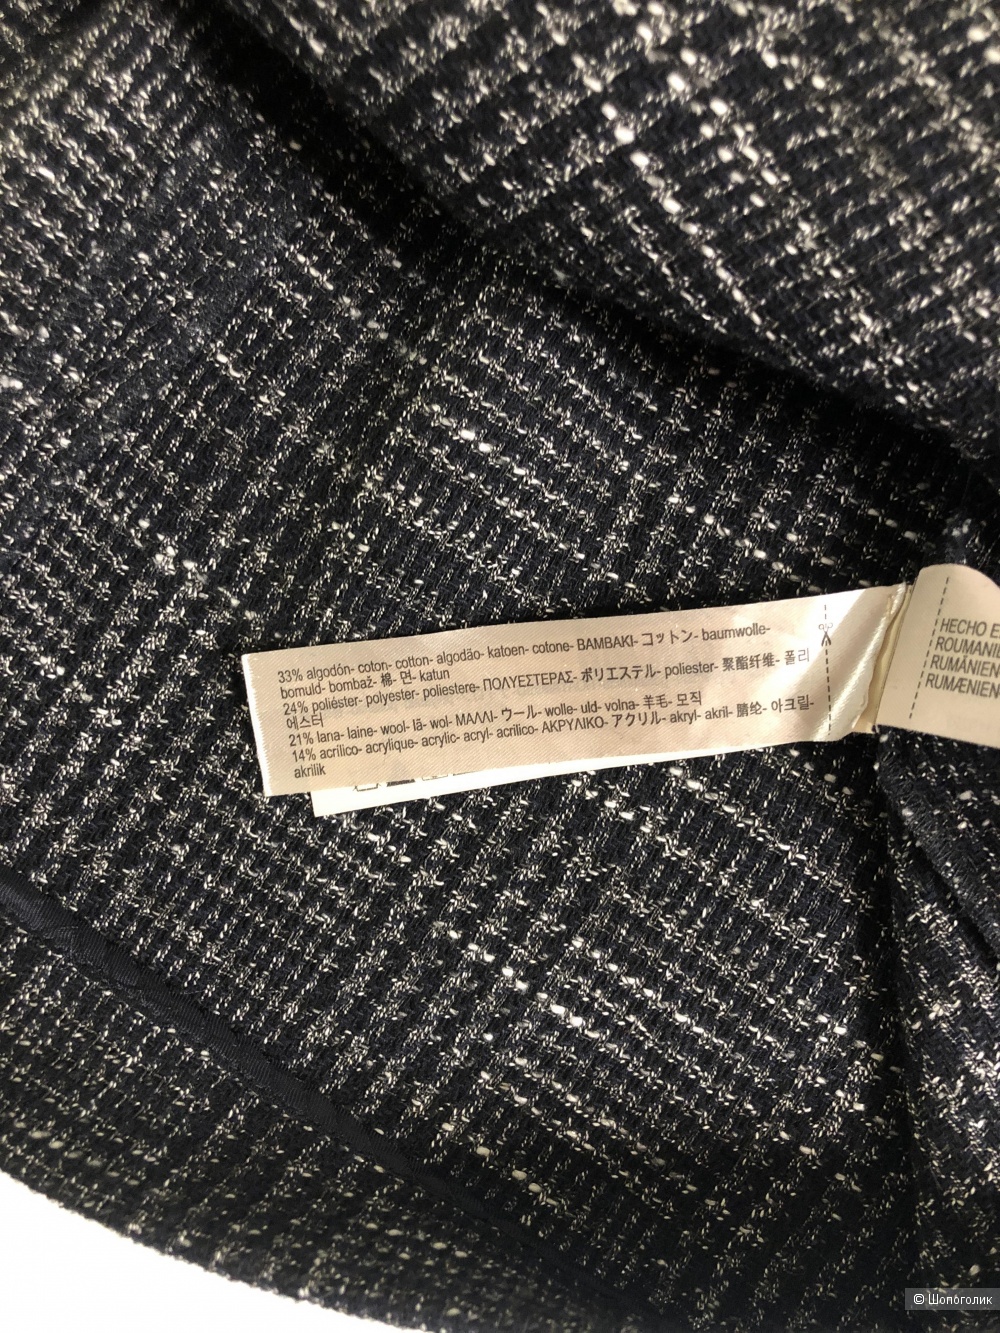 33% algodón- coton- cotton- algodão- katoen- cotone- BAMBAKI- コットン- baumwolle-
bomuld- bombaž- 棉- 면- katun
24% poliéster- polyester- poliestere- ΠΟΛΥΕΣΤΕΡΑΣ- ポリエステル- poliester- 聚酯纤维- 폴리
에스터
21% lana- laine- wool- lã- wol- ΜΑΛΛΙ- ウール- wolle- uld- volna- 羊毛- 모직
14% acrílico- acrylique- acrylic- acryl- acrilico- ΑΚΡΥΛΙΚΟ- アクリル- akryl- akril- 腈纶- 아크릴-
akrilik
HECHO E
ROUMANI
RUMÄNIEN
RUMÆNIEN
© Шопоголик